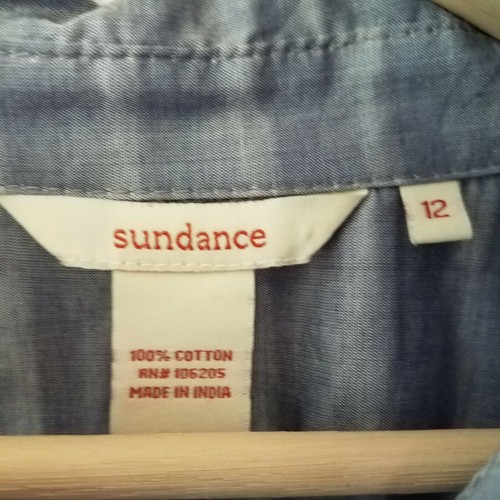 sundance
12
100% COTTON
RN# 106205
MADE IN INDIA